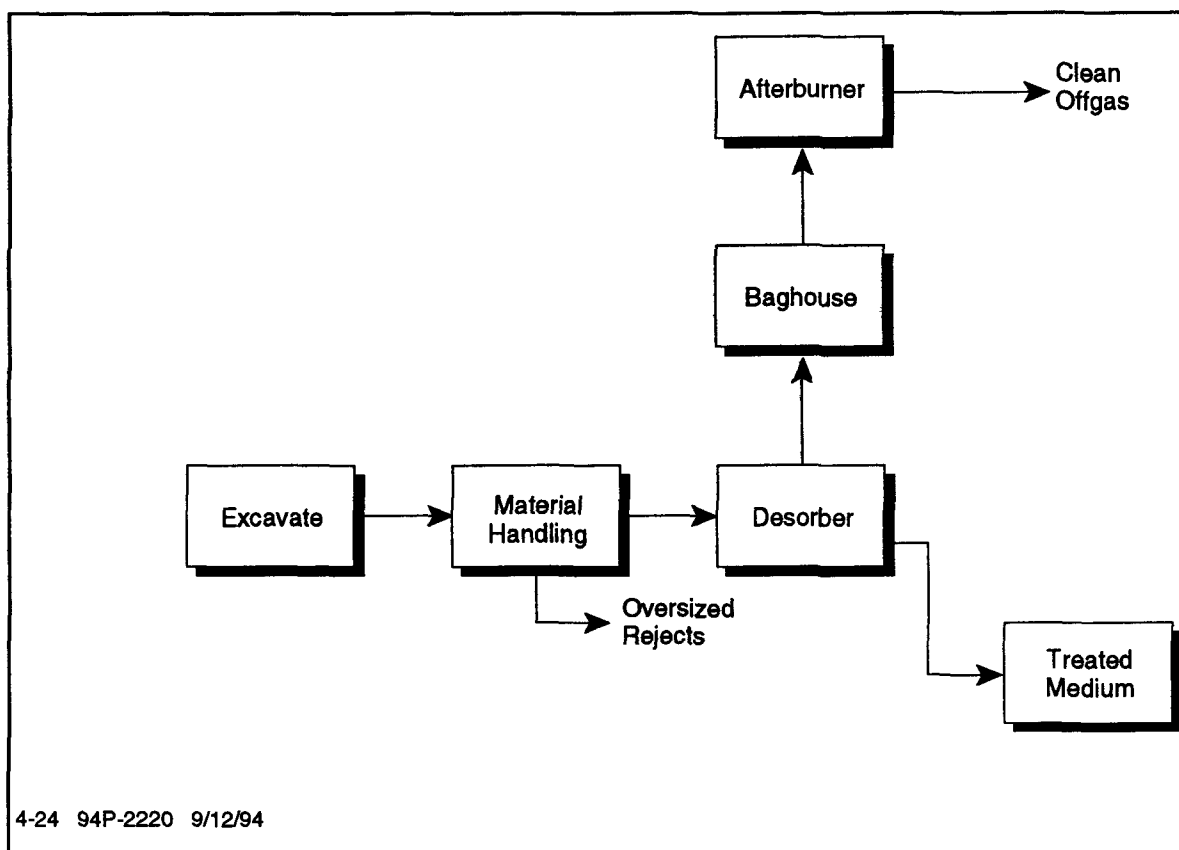 Afterburner
Clean
Offgas
Baghouse
Excavate
Material
Handling
Desorber
Oversized
Rejects
Treated
Medium
4-24 94P-2220 9/12/94